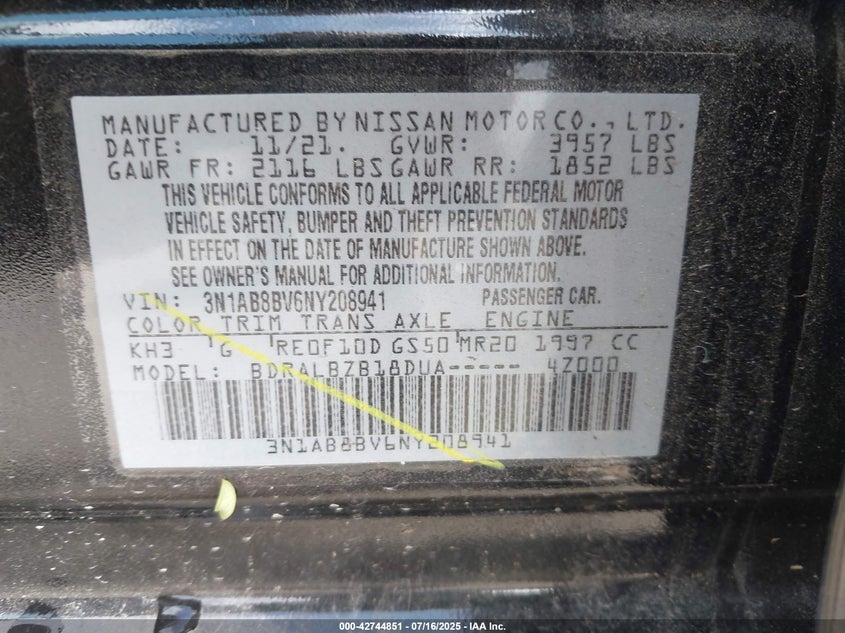 MANUFACTURED BY NISSAN MOTOR CO., LTD.
DATE: 11/21. GVWR: 3957 LBS
GAWR FR: 2116 LBS GAWR RR: 1852 LBS
THIS VEHICLE CONFORMS TO ALL APPLICABLE FEDERAL MOTOR
VEHICLE SAFETY, BUMPER AND THEFT PREVENTION STANDARDS
IN EFFECT ON THE DATE OF MANUFACTURE SHOWN ABOVE.
SEE OWNER'S MANUAL FOR ADDITIONAL INFORMATION.
VIN: 3N1AB8BV6NY208941 PASSENGER CAR.
COLOR TRIM TRANS AXLE ENGINE
KH3 G RE0F10D GS50 MR20 1997 CC
MODEL: BDRALBZB18DUA----- 4Z000
3N1AB8BV6NY208941
000-42744851 | 07/16/2025 - IAA Inc.